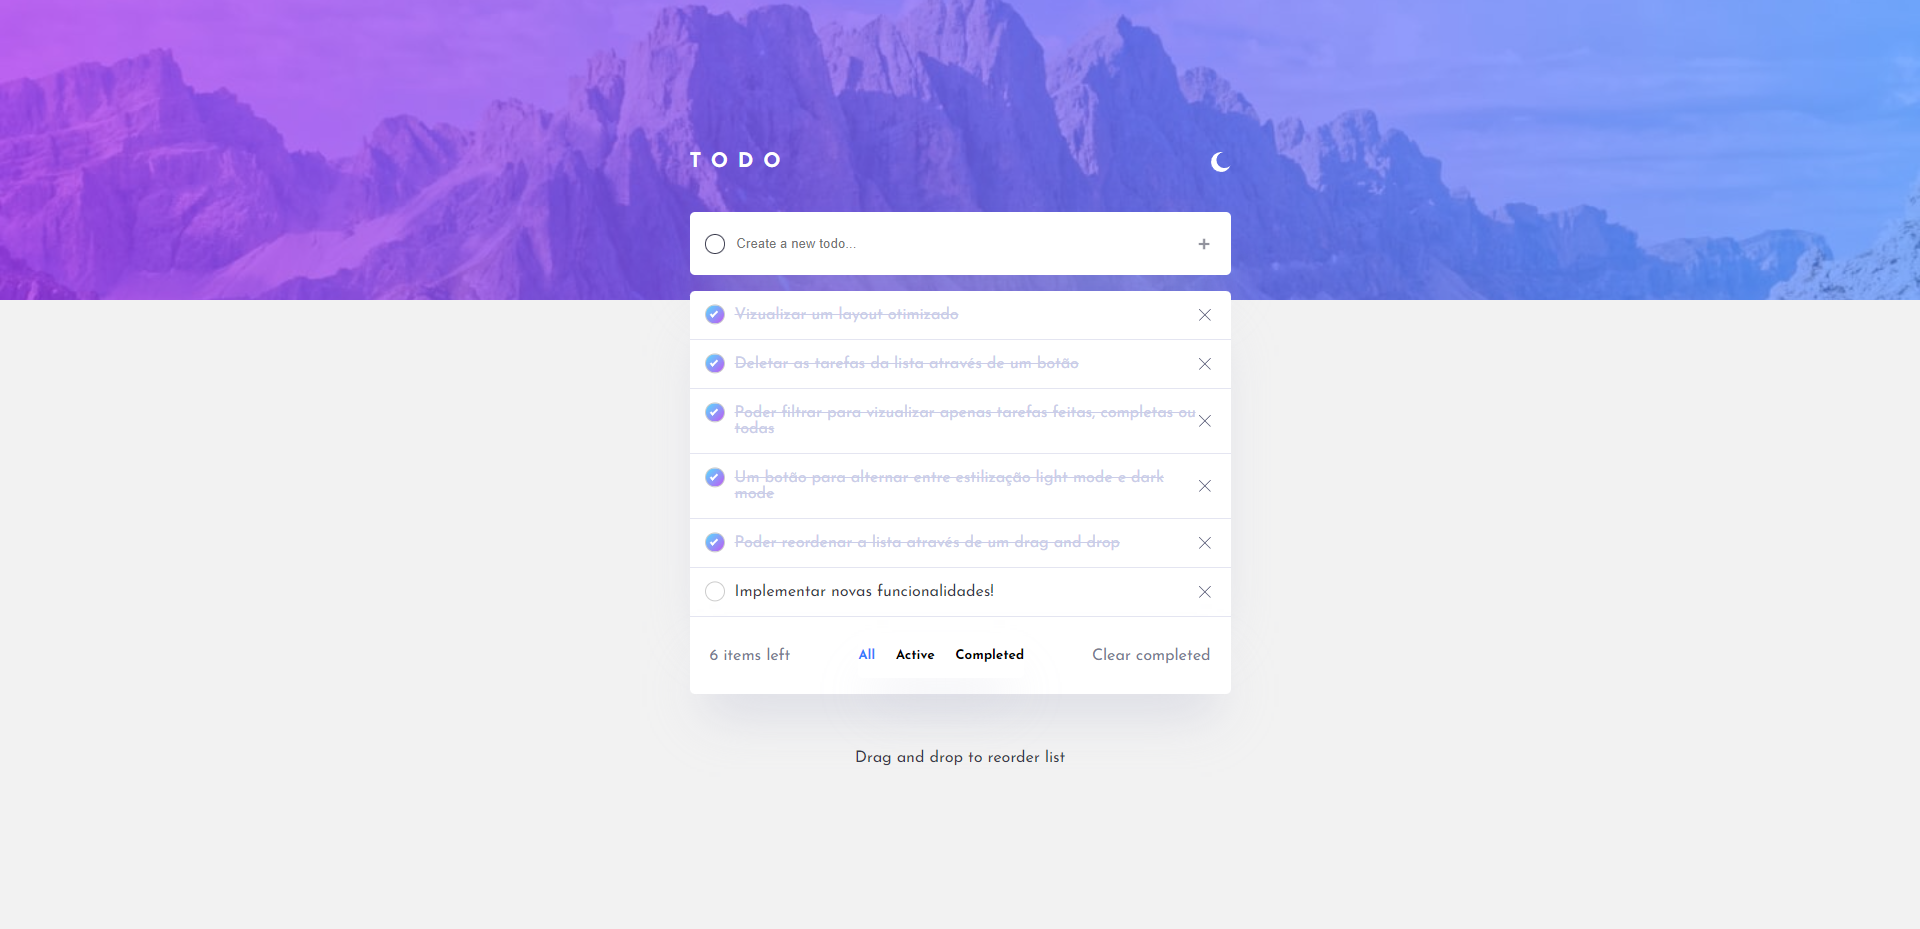 TODO
Create a new todo...
Vizualizar um layout otimizado
Deletar as tarefas da lista através de um botão
Poder filtrar para vizualizar apenas tarefas feitas, completas ou
todas
Um botão para alternar entre estilização light mode e dark
mode
Poder reordenar a lista através de um drag and drop
Implementar novas funcionalidades!
6 items left All Active Completed Clear completed
Drag and drop to reorder list